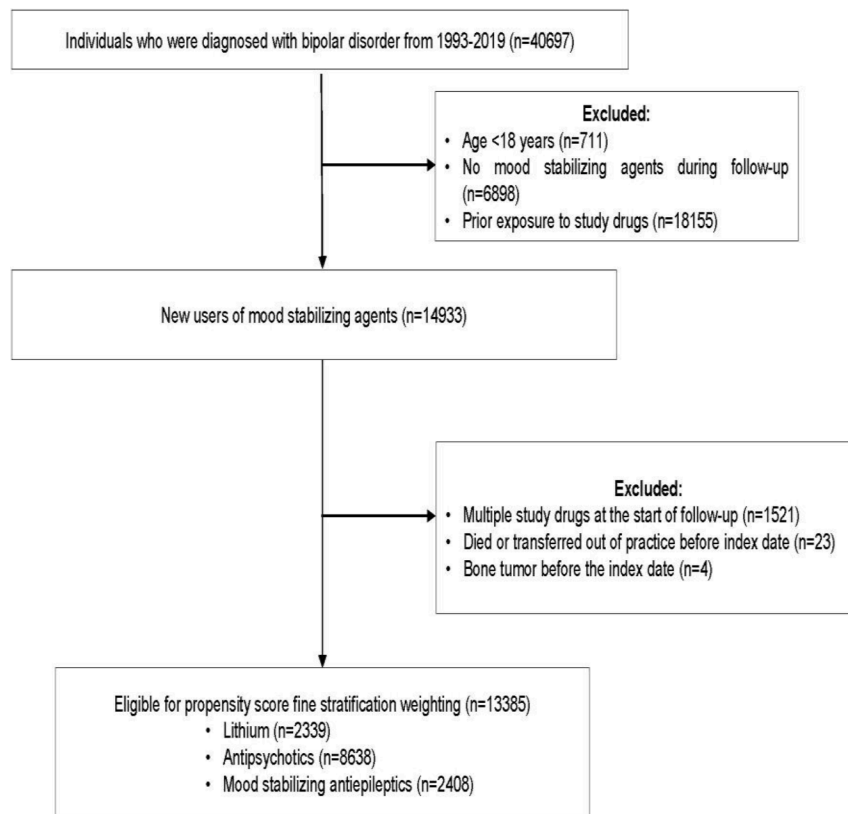 Individuals who were diagnosed with bipolar disorder from 1993-2019 (n=40697)
Excluded:
• Age <18 years (n=711)
• No mood stabilizing agents during follow-up
(n=6898)
• Prior exposure to study drugs (n=18155)
New users of mood stabilizing agents (n=14933)
Excluded:
• Multiple study drugs at the start of follow-up (n=1521)
• Died or transferred out of practice before index date (n=23)
• Bone tumor before the index date (n=4)
Eligible for propensity score fine stratification weighting (n=13385)
• Lithium (n=2339)
• Antipsychotics (n=8638)
• Mood stabilizing antiepileptics (n=2408)